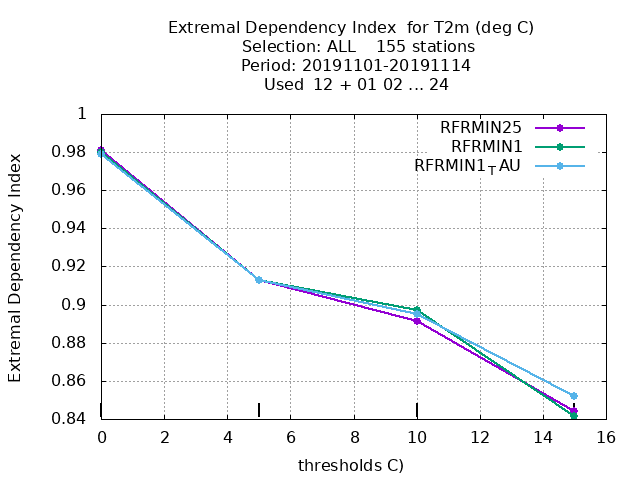 Extremal Dependency Index for T2m (deg C)
Selection: ALL 155 stations
Period: 20191101-20191114
Used 12 + 01 02 ... 24
RFRMIN25
RFRMIN1
RFRMIN1TAU
Extremal Dependency Index
1
0.98
0.96
0.94
0.92
0.9
0.88
0.86
0.84
0 2 4 6 8 10 12 14 16
thresholds C)